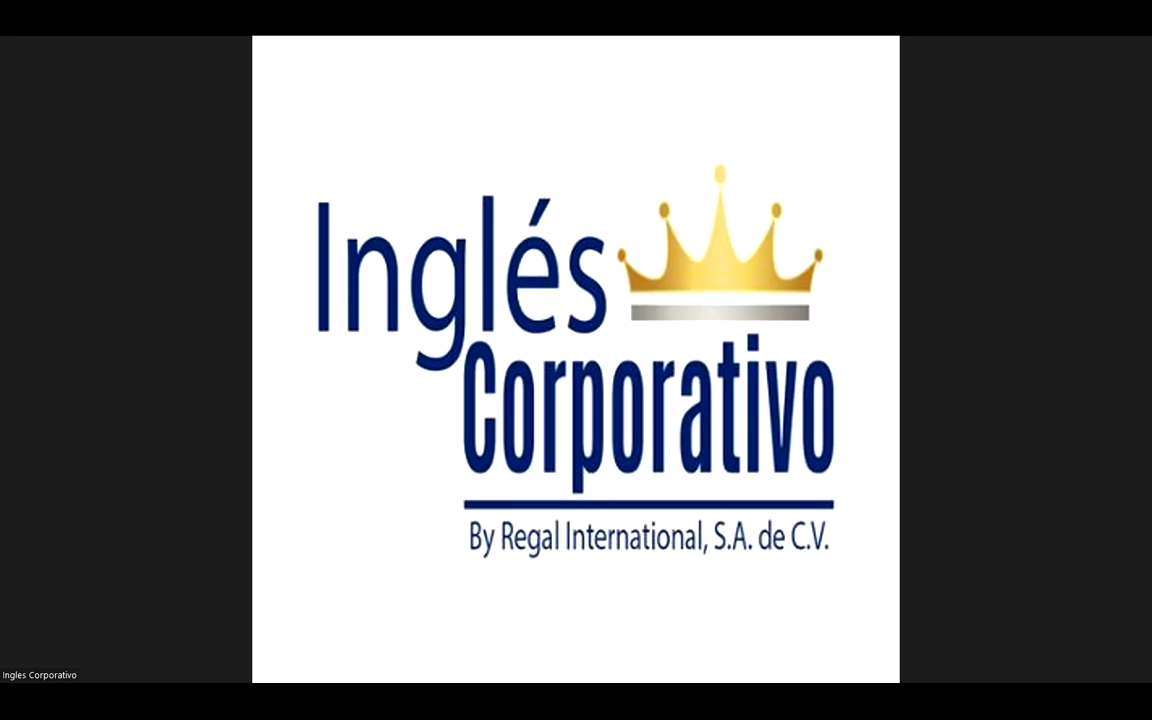 Inglés
Corporativo
By Regal International, S.A. de C.V.
Ingles Corporativo